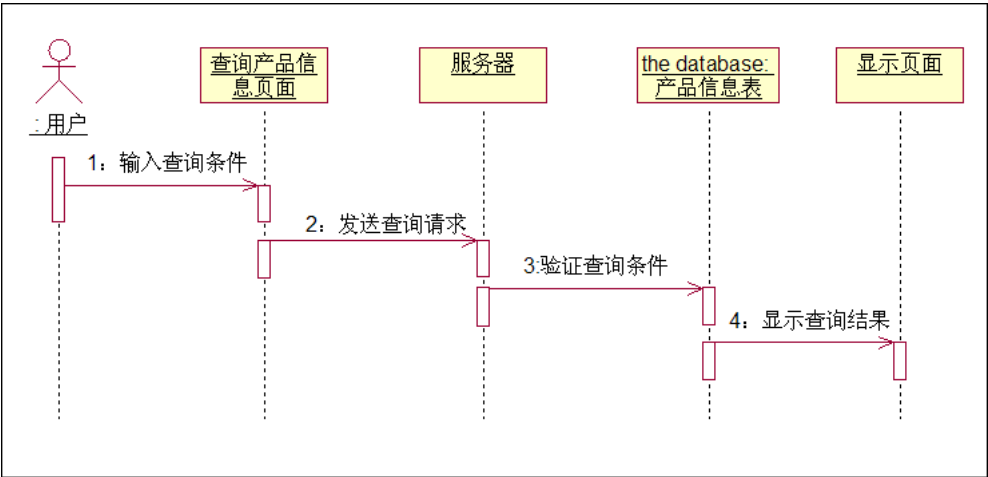 查询产品信
息页面
服务器
the database:
产品信息表
显示页面
: 用户
1：输入查询条件
2：发送查询请求
3:验证查询条件
4：显示查询结果